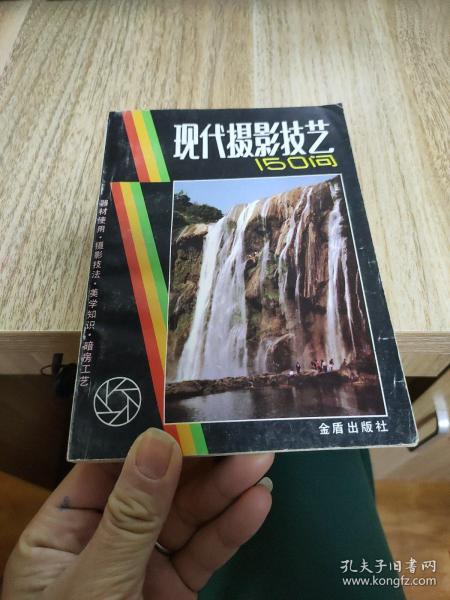 现代摄影技艺
150问
器材使用·摄影技法·美学知识·暗房工艺
金盾出版社
孔夫子旧书网
www.kongfz.com